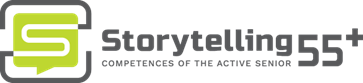 S Storytelling 55+
COMPETENCES OF THE ACTIVE SENIOR